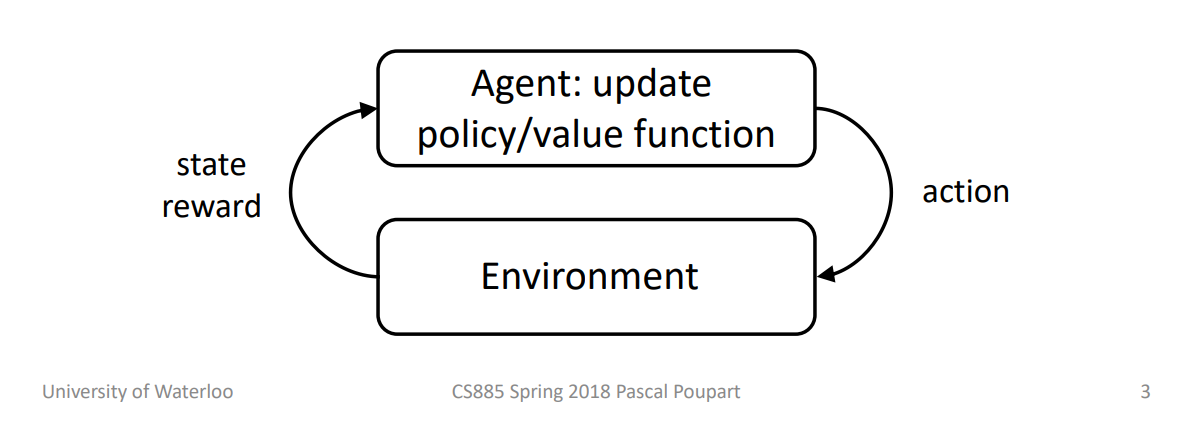 Agent: update
policy/value function
state
reward
action
Environment
University of Waterloo
CS885 Spring 2018 Pascal Poupart
3